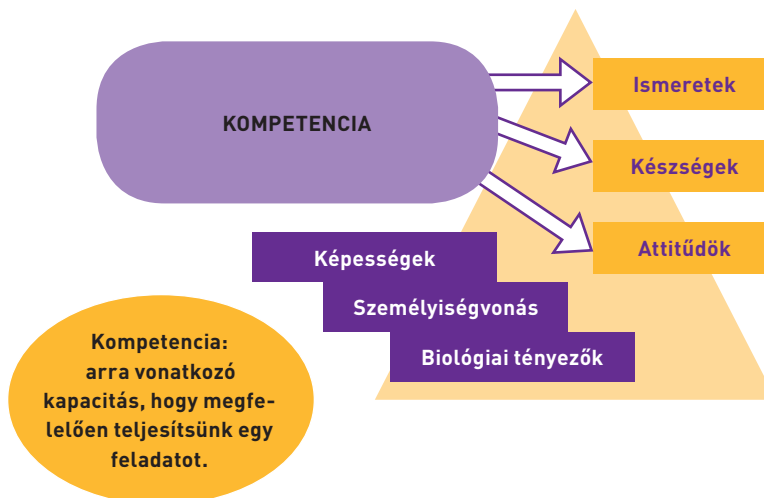 KOMPETENCIA
Ismeretek
Készségek
Attitűdök
Képességek
Személyiségvonás
Biológiai tényezők
Kompetencia:
arra vonatkozó
kapacitás, hogy megfe-
lelően teljesítsünk egy
feladatot.